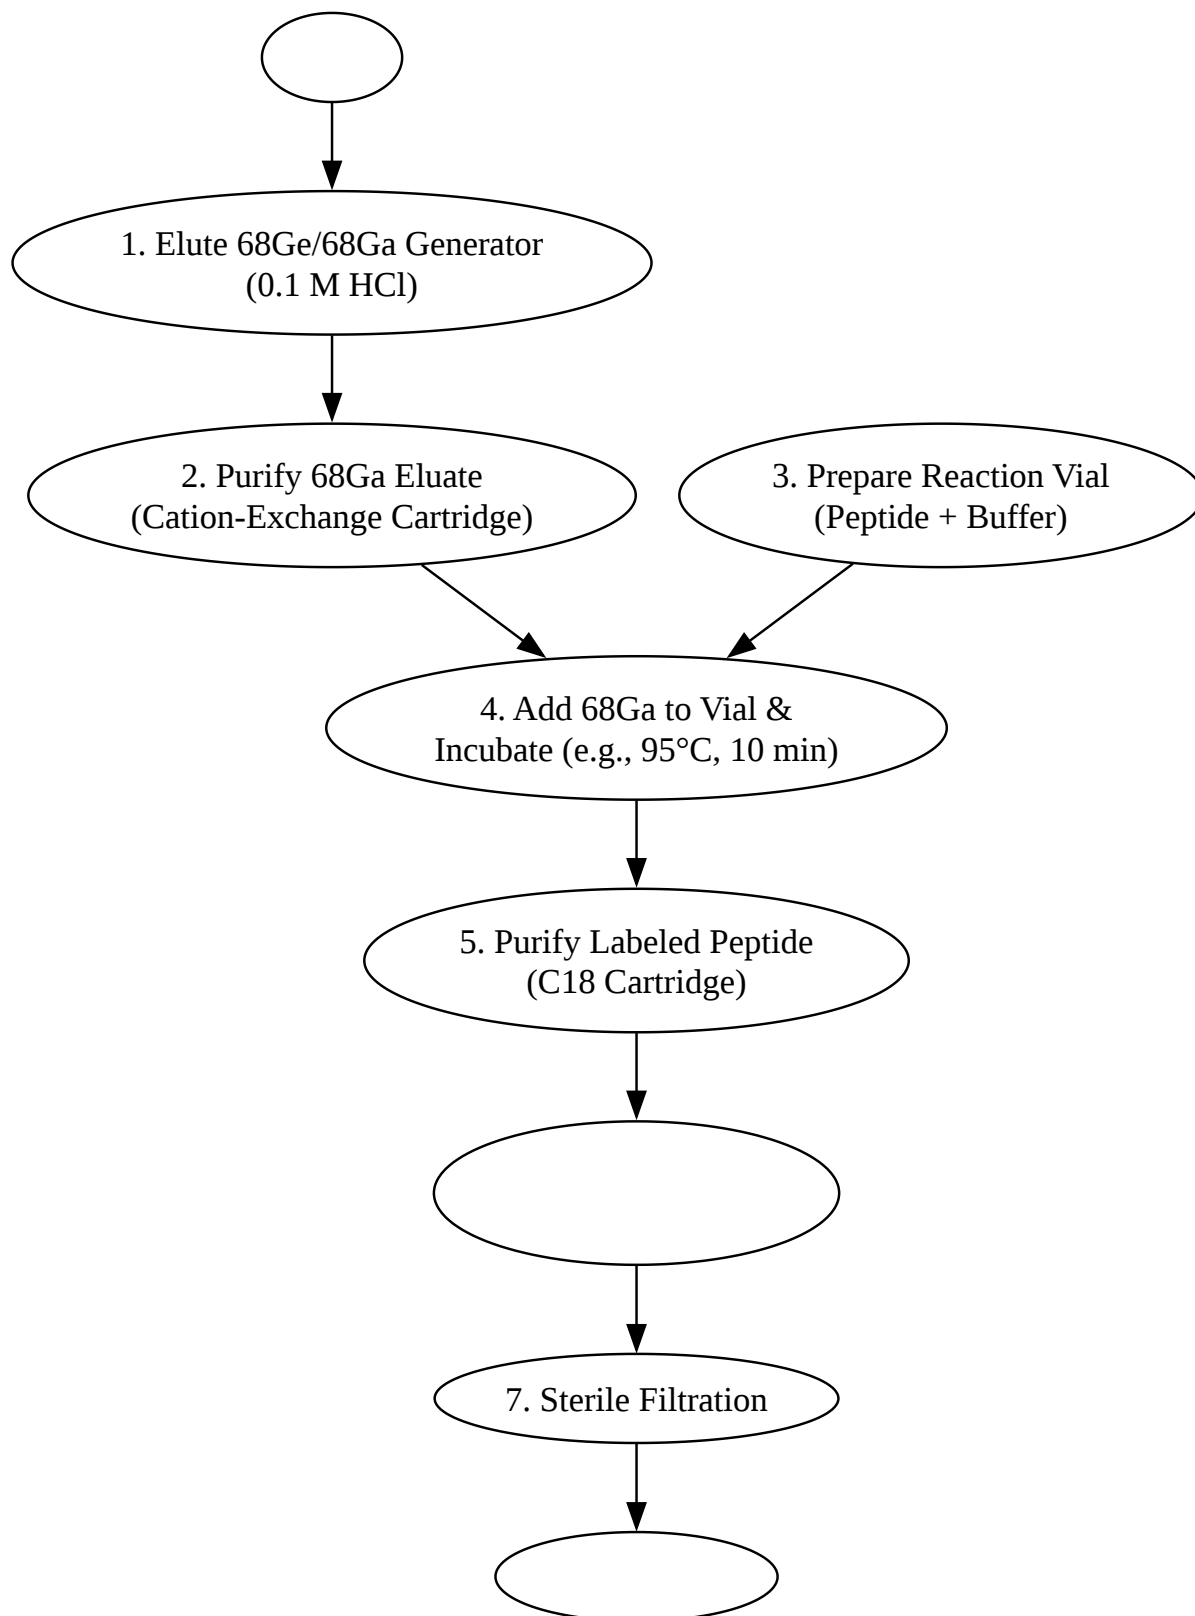 1. Elute 68Ge/68Ga Generator
(0.1 M HCl)
2. Purify 68Ga Eluate
(Cation-Exchange Cartridge)
3. Prepare Reaction Vial
(Peptide + Buffer)
4. Add 68Ga to Vial &
Incubate (e.g., 95°C, 10 min)
5. Purify Labeled Peptide
(C18 Cartridge)
7. Sterile Filtration